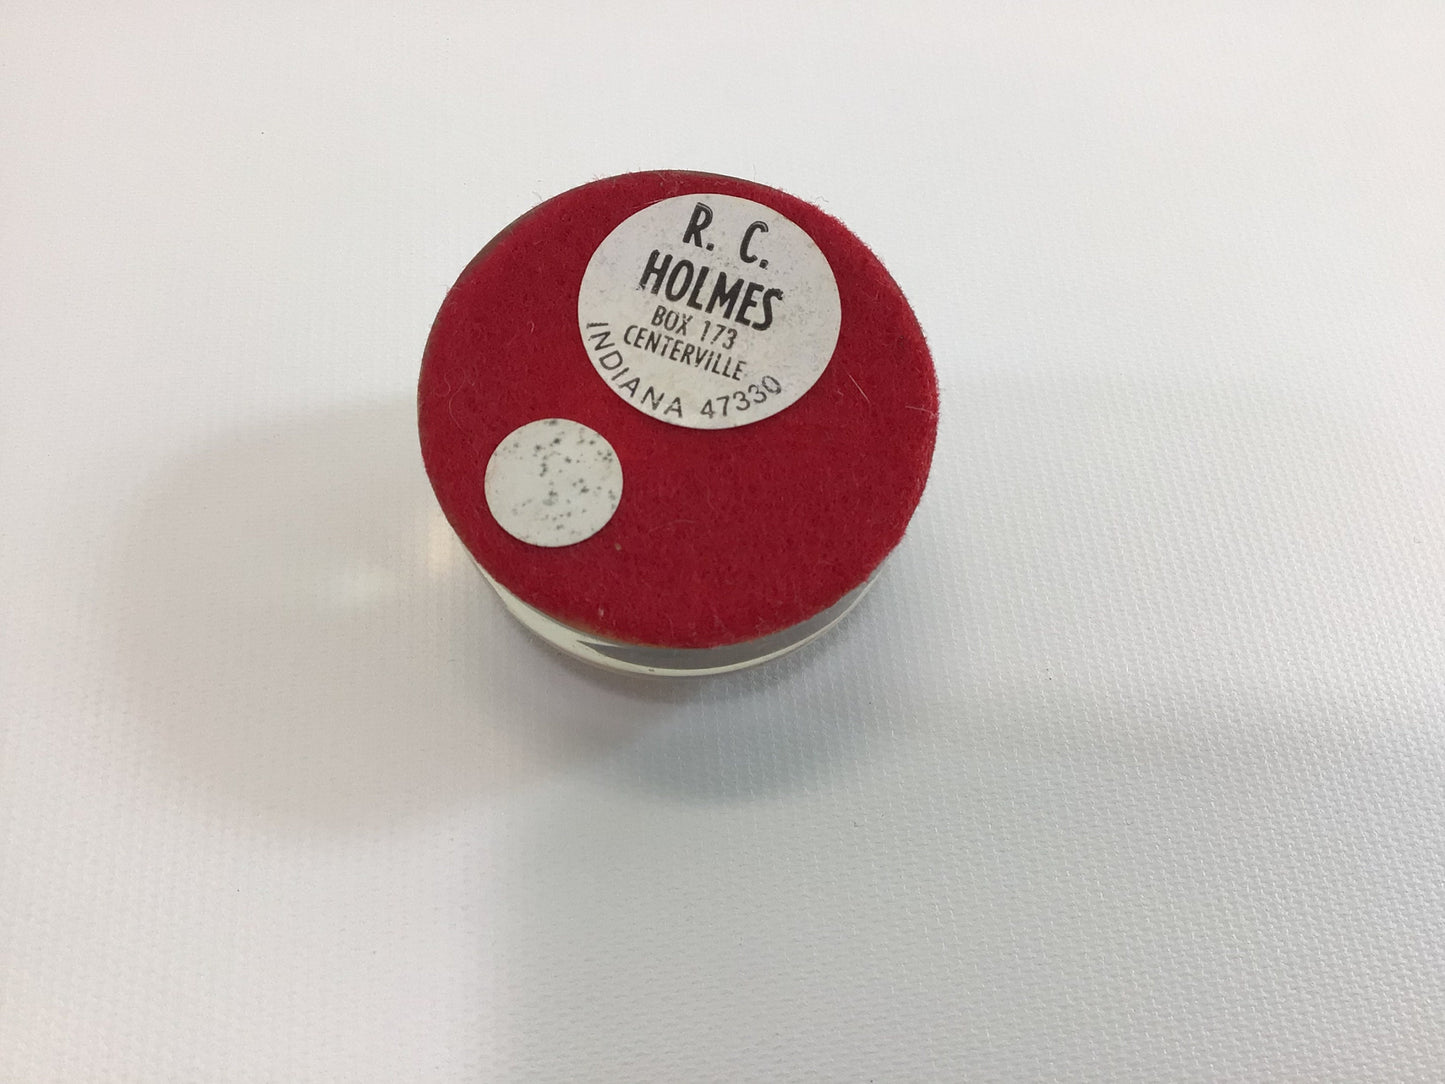 R. C.
HOLMES
BOX 173
CENTERVILLE
INDIANA 47330